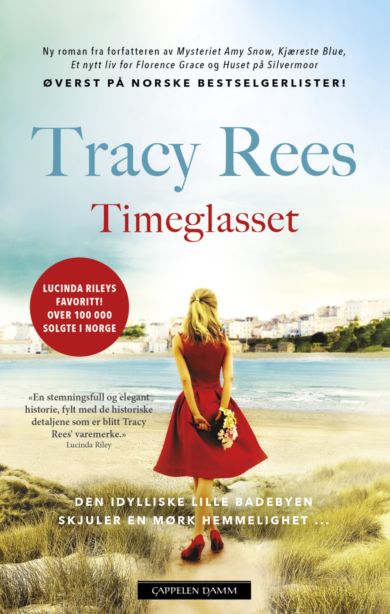 Ny roman fra forfatteren av Mysteriet Amy Snow, Kjæreste Blue,
Et nytt liv for Florence Grace og Huset på Silvermoor
ØVERST PÅ NORSKE BESTSELGERLISTER!
Tracy Rees
Timeglasset
LUCINDA RILEYS
FAVORITT!
OVER 100 000
SOLGTE I NORGE
«En stemningsfull og elegant
historie, fylt med de historiske
detaljene som er blitt Tracy
Rees' varemerke.»
Lucinda Riley
DEN IDYLLISKE LILLE BADEBYEN
SKJULER EN MØRK HEMMELIGHET ...
CAPPELEN DAMM